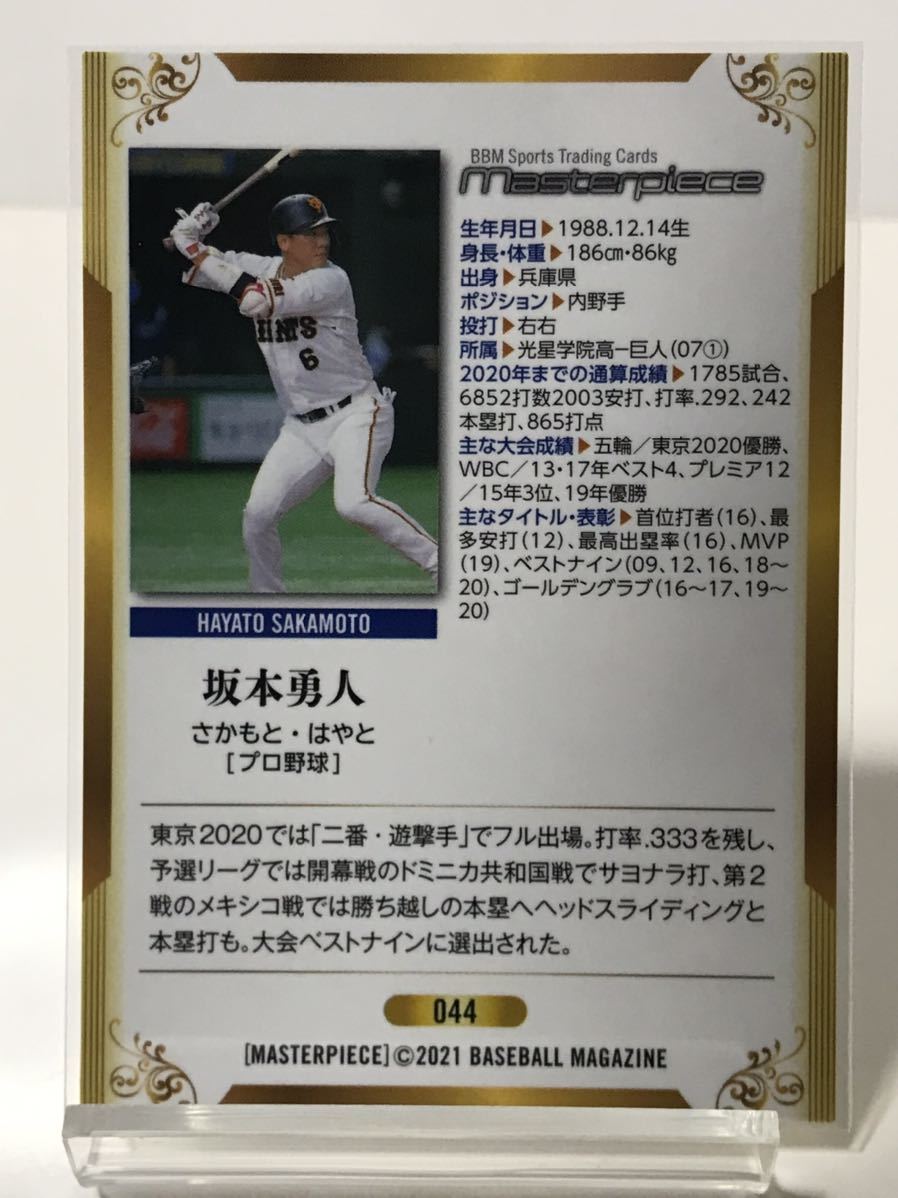 BBM Sports Trading Cards
Masterpiece
生年月日▶1988.12.14生
身長・体重▶186㎝・86㎏
出身▶兵庫県
ポジション▶内野手
投打▶右右
所属▶光星学院高ー巨人(07①)
2020年までの通算成績▶1785試合、
6852打数2003安打、打率.292、242
本塁打、865打点
主な大会成績▶五輪／東京2020優勝、
WBC／13・17年ベスト4、プレミア12
／15年3位、19年優勝
主なタイトル・表彰▶首位打者(16)、最
多安打(12)、最高出塁率(16)、MVP
(19)、ベストナイン(09、12、16、18～
20)、ゴールデングラブ(16～17、19～
20)
GIANTS
6
HAYATO SAKAMOTO
坂本勇人
さかもと・はやと
[プロ野球]
東京2020では「二番・遊撃手」でフル出場。打率.333を残し、
予選リーグでは開幕戦のドミニカ共和国戦でサヨナラ打、第2
戦のメキシコ戦では勝ち越しの本塁へヘッドスライディングと
本塁打も。大会ベストナインに選出された。
044
[MASTERPIECE]©2021 BASEBALL MAGAZINE